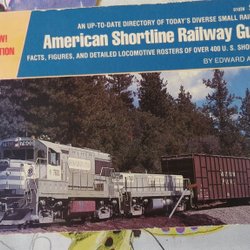 AN UP-TO-DATE DIRECTORY OF TODAY'S DIVERSE SMALL RAI
American Shortline Railway Gu
FACTS, FIGURES, AND DETAILED LOCOMOTIVE ROSTERS OF OVER 400 U.S. SHO
BY EDWARD A
W!
TION